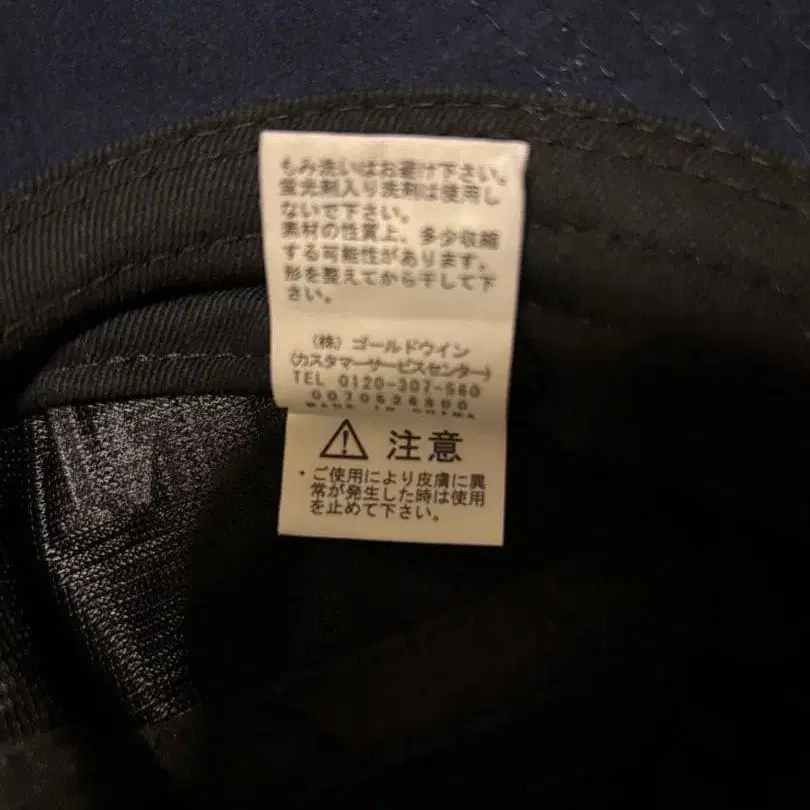 もみ洗いはお避け下さい。
蛍光剤入り洗剤は使用し
ないで下さい。
素材の性質上、多少収縮
する可能性があります。
形を整えてから干して下
さい。
(株) ゴールドウイン
(カスタマーサービスセンター)
TEL 0120-307-560
MADE IN CHINA
注意
・ご使用により皮膚に異
常が発生した時は使用
を止めて下さい。